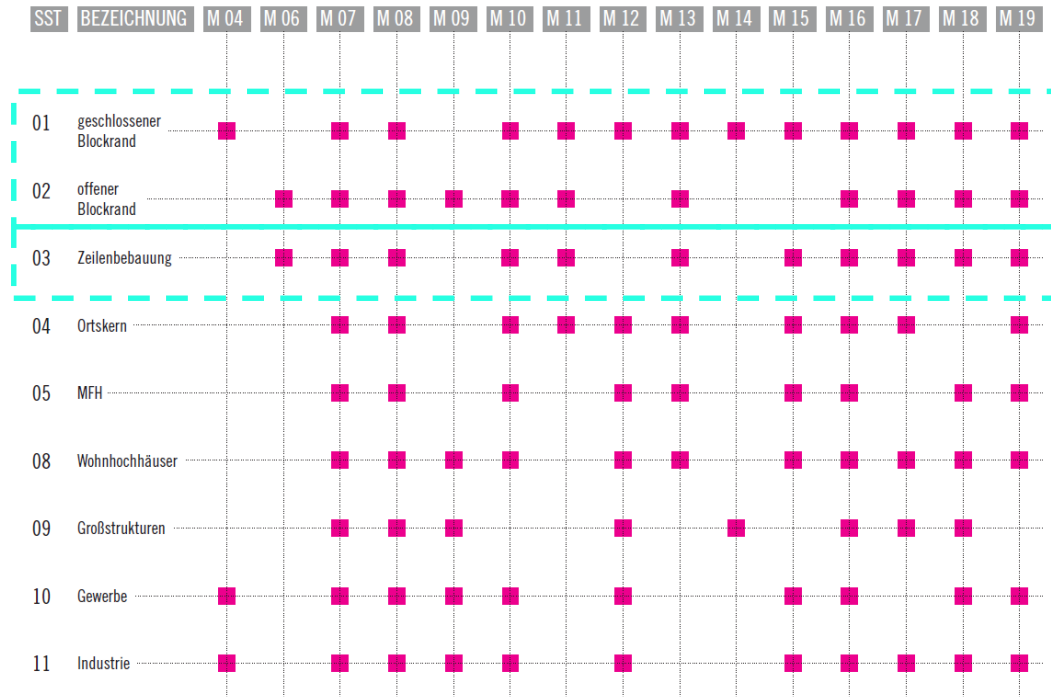 SST BEZEICHNUNG M 04 M 06 M 07 M 08 M 09 M 10 M 11 M 12 M 13 M 14 M 15 M 16 M 17 M 18 M 19
01 geschlossener
Blockrand
02 offener
Blockrand
03 Zeilenbebauung
04 Ortskern
05 MFH
08 Wohnhochhäuser
09 Großstrukturen
10 Gewerbe
11 Industrie